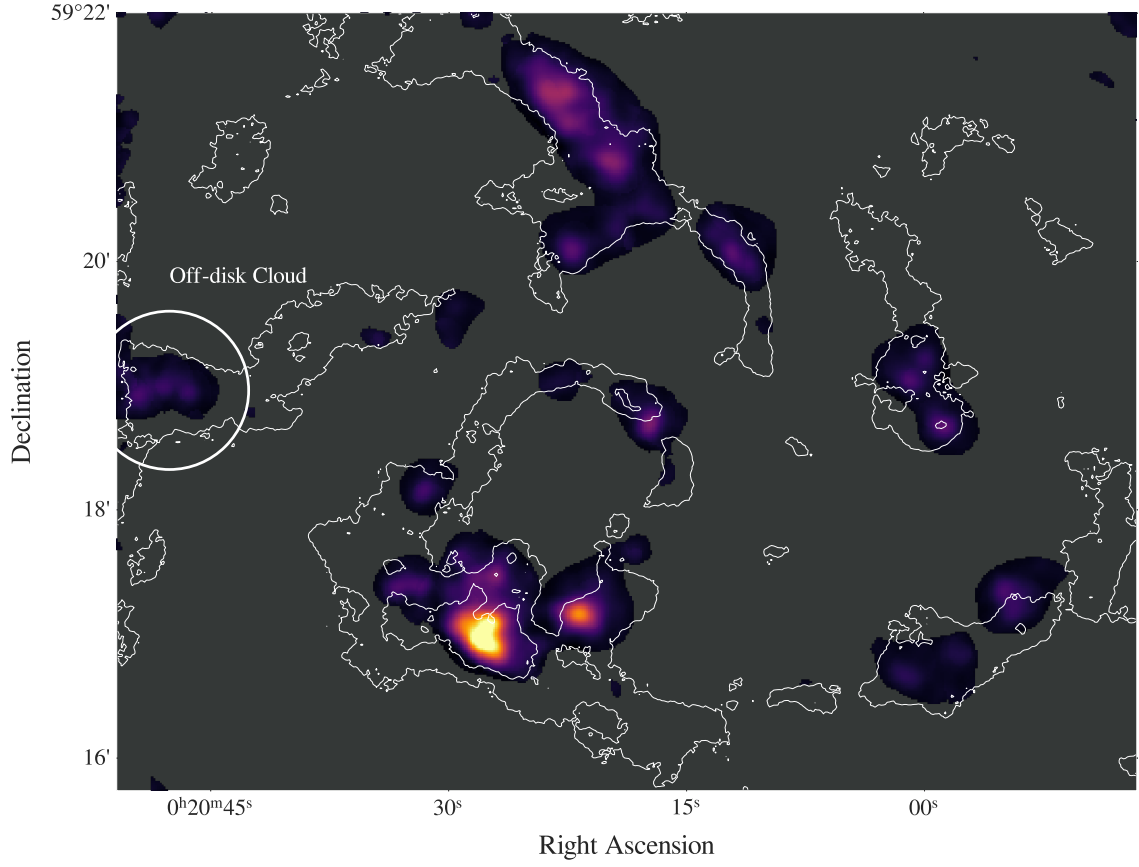 59°22'
20'
Off-disk Cloud
Declination
18'
16'
0ʰ20ᵐ45ˢ 30ˢ 15ˢ 00ˢ
Right Ascension